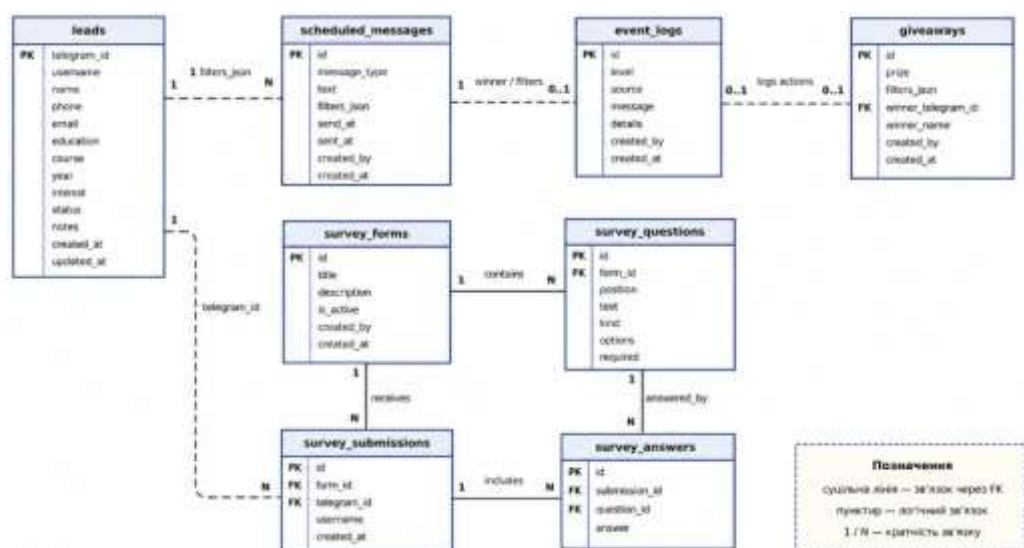 leads
PK telegram_id
username
name
phone
email
education
course
year
interest
status
notes
created_at
updated_at
1
1 filters_json
N
scheduled_messages
PK id
message_type
text
filters_json
send_at
sent_at
created_by
created_at
1
winner / filters
0..1
event_logs
PK id
level
source
message
details
created_by
created_at
0..1
logs actions
0..1
giveaways
PK id
prize
filters_json
FK winner_telegram_id
winner_name
created_by
created_at
1
telegram_id
N
survey_forms
PK id
title
description
is_active
created_by
created_at
1
contains
N
survey_questions
PK id
FK form_id
position
text
kind
options
required
1
receives
N
1
answered_by
N
survey_submissions
PK id
FK form_id
FK telegram_id
username
created_at
1
includes
N
survey_answers
PK id
FK submission_id
FK question_id
answer
Позначення
суцільна лінія — зв'язок через FK
пунктир — логічний зв'язок
1 / N — кратність зв'язку